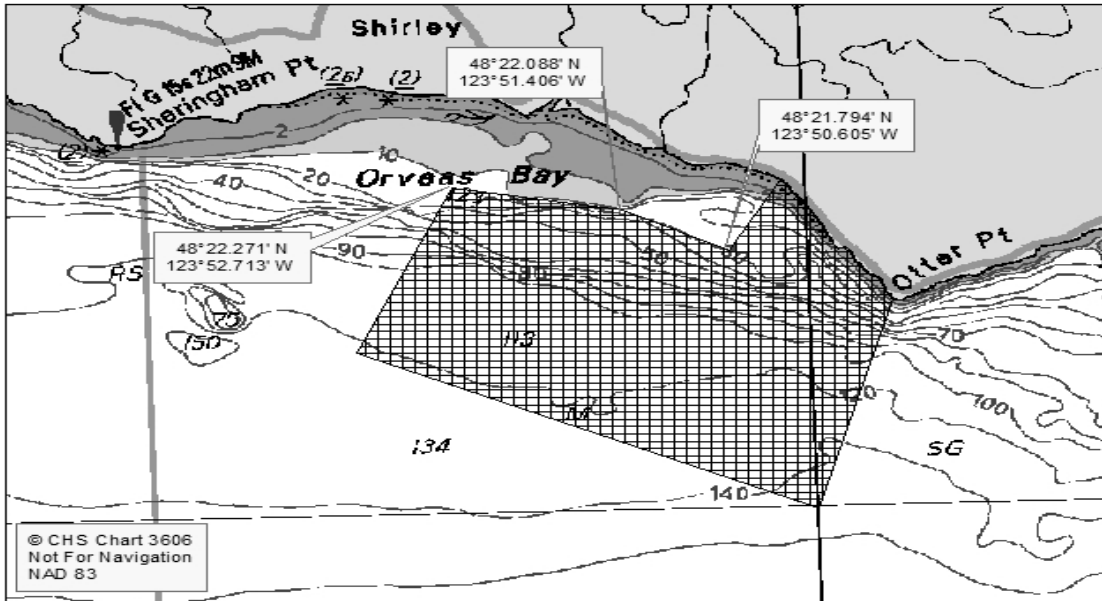 Shirley
48°22.088' N
123°51.406' W
Fl G 15s 22m 9M
Sheringham Pt
(2)
48°21.794' N
123°50.605' W
2
10
(2)
20
40
Orveas Bay
48°22.271' N
123°52.713' W
90
50
Otter Pt
RS
150
70
113
120
100
134
SG
140
© CHS Chart 3606
Not For Navigation
NAD 83